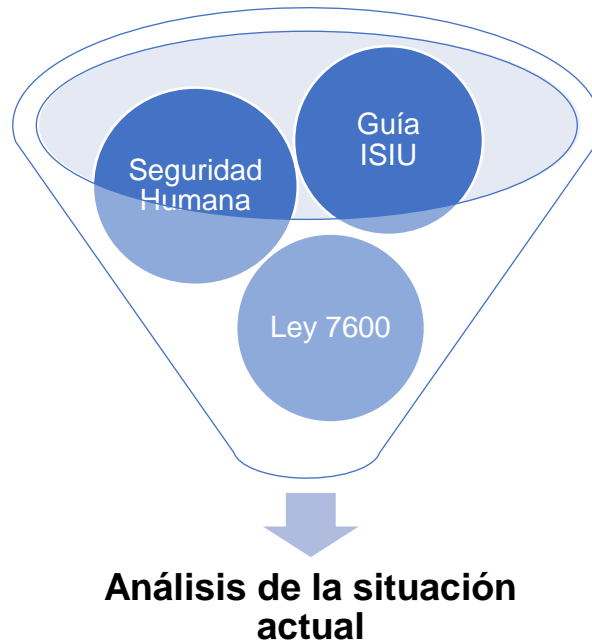 Guía
ISIU
Seguridad
Humana
Ley 7600
Análisis de la situación
actual